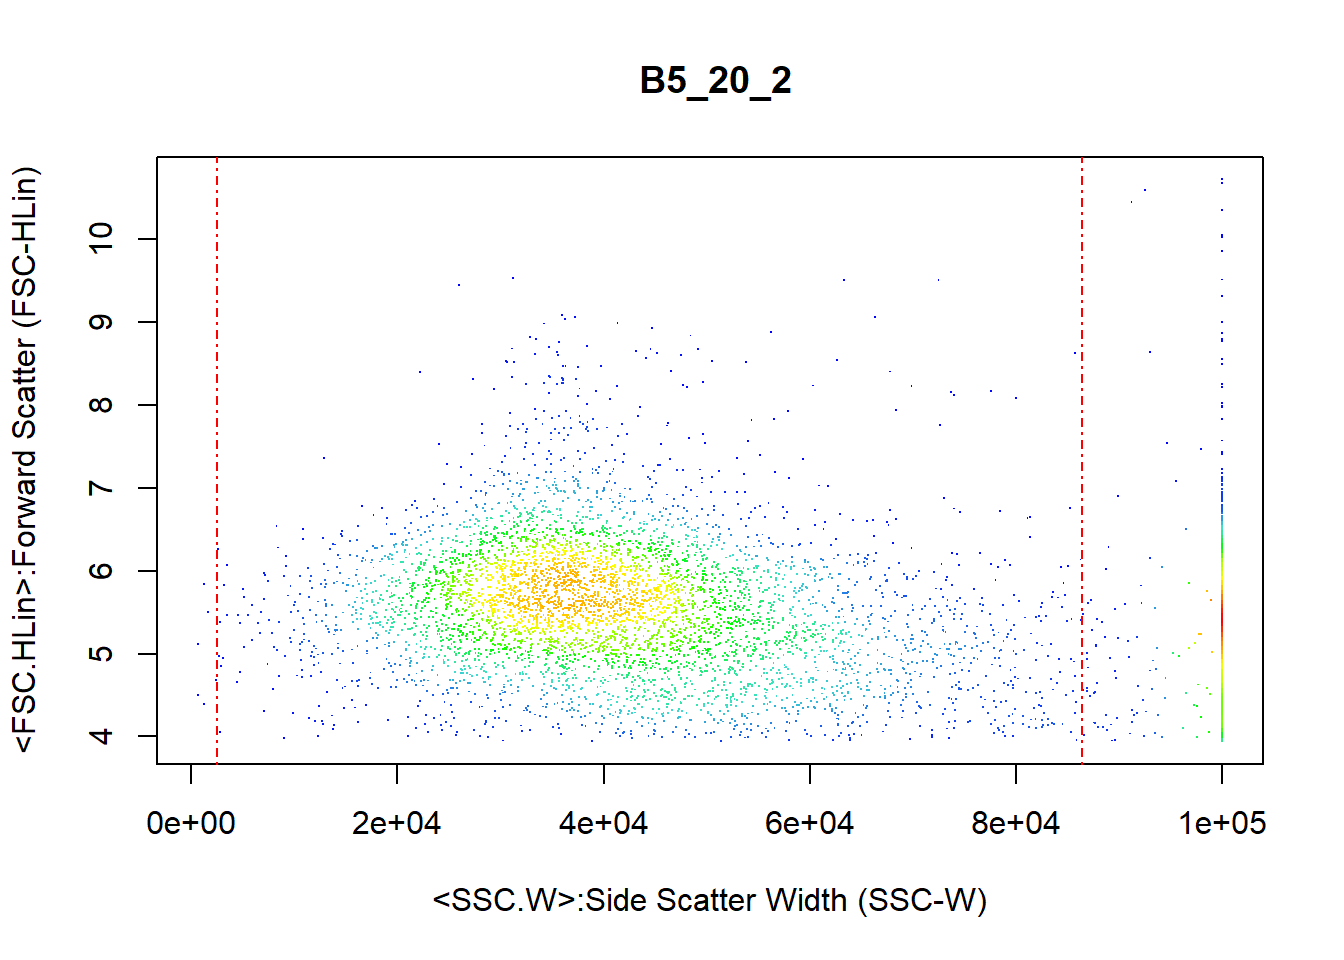 B5_20_2
<FSC.HLin>:Forward Scatter (FSC-HLin)
10
9
8
7
6
5
4
0e+00 2e+04 4e+04 6e+04 8e+04 1e+05
<SSC.W>:Side Scatter Width (SSC-W)